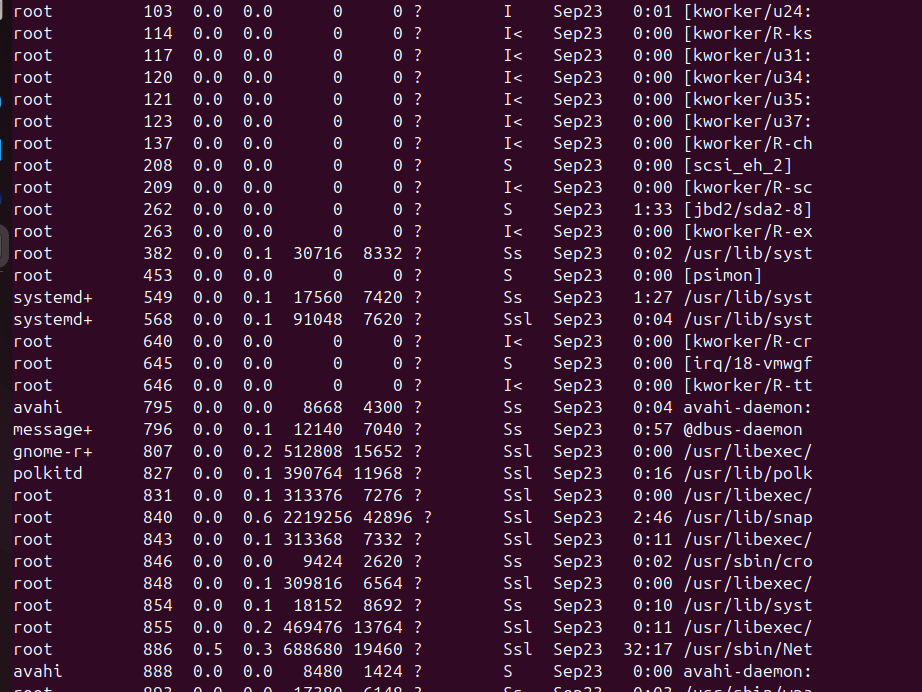 root 103 0.0 0.0 0 0 ? I Sep23 0:01 [kworker/u24:
root 114 0.0 0.0 0 0 ? I< Sep23 0:00 [kworker/R-ks
root 117 0.0 0.0 0 0 ? I< Sep23 0:00 [kworker/u31:
root 120 0.0 0.0 0 0 ? I< Sep23 0:00 [kworker/u34:
root 121 0.0 0.0 0 0 ? I< Sep23 0:00 [kworker/u35:
root 123 0.0 0.0 0 0 ? I< Sep23 0:00 [kworker/u37:
root 137 0.0 0.0 0 0 ? I< Sep23 0:00 [kworker/R-ch
root 208 0.0 0.0 0 0 ? S Sep23 0:00 [scsi_eh_2]
root 209 0.0 0.0 0 0 ? I< Sep23 0:00 [kworker/R-sc
root 262 0.0 0.0 0 0 ? S Sep23 1:33 [jbd2/sda2-8]
root 263 0.0 0.0 0 0 ? I< Sep23 0:00 [kworker/R-ex
root 382 0.0 0.1 30716 8332 ? Ss Sep23 0:02 /usr/lib/syst
root 453 0.0 0.0 0 0 ? S Sep23 0:00 [psimon]
systemd+ 549 0.0 0.1 17560 7420 ? Ss Sep23 1:27 /usr/lib/syst
systemd+ 568 0.0 0.1 91048 7620 ? Ssl Sep23 0:04 /usr/lib/syst
root 640 0.0 0.0 0 0 ? I< Sep23 0:00 [kworker/R-cr
root 645 0.0 0.0 0 0 ? S Sep23 0:00 [irq/18-vmwgf
root 646 0.0 0.0 0 0 ? I< Sep23 0:00 [kworker/R-tt
avahi 795 0.0 0.0 8668 4300 ? Ss Sep23 0:04 avahi-daemon:
message+ 796 0.0 0.1 12140 7040 ? Ss Sep23 0:57 @dbus-daemon
gnome-r+ 807 0.0 0.2 512808 15652 ? Ssl Sep23 0:00 /usr/libexec/
polkitd 827 0.0 0.1 390764 11968 ? Ssl Sep23 0:16 /usr/lib/polk
root 831 0.0 0.1 313376 7276 ? Ssl Sep23 0:00 /usr/libexec/
root 840 0.0 0.6 2219256 42896 ? Ssl Sep23 2:46 /usr/lib/snap
root 843 0.0 0.1 313368 7332 ? Ssl Sep23 0:11 /usr/libexec/
root 846 0.0 0.0 9424 2620 ? Ss Sep23 0:02 /usr/sbin/cro
root 848 0.0 0.1 309816 6564 ? Ssl Sep23 0:00 /usr/libexec/
root 854 0.0 0.1 18152 8692 ? Ss Sep23 0:10 /usr/lib/syst
root 855 0.0 0.2 469476 13764 ? Ssl Sep23 0:11 /usr/libexec/
root 886 0.5 0.3 688680 19460 ? Ssl Sep23 32:17 /usr/sbin/Net
avahi 888 0.0 0.0 8480 1424 ? S Sep23 0:00 avahi-daemon: